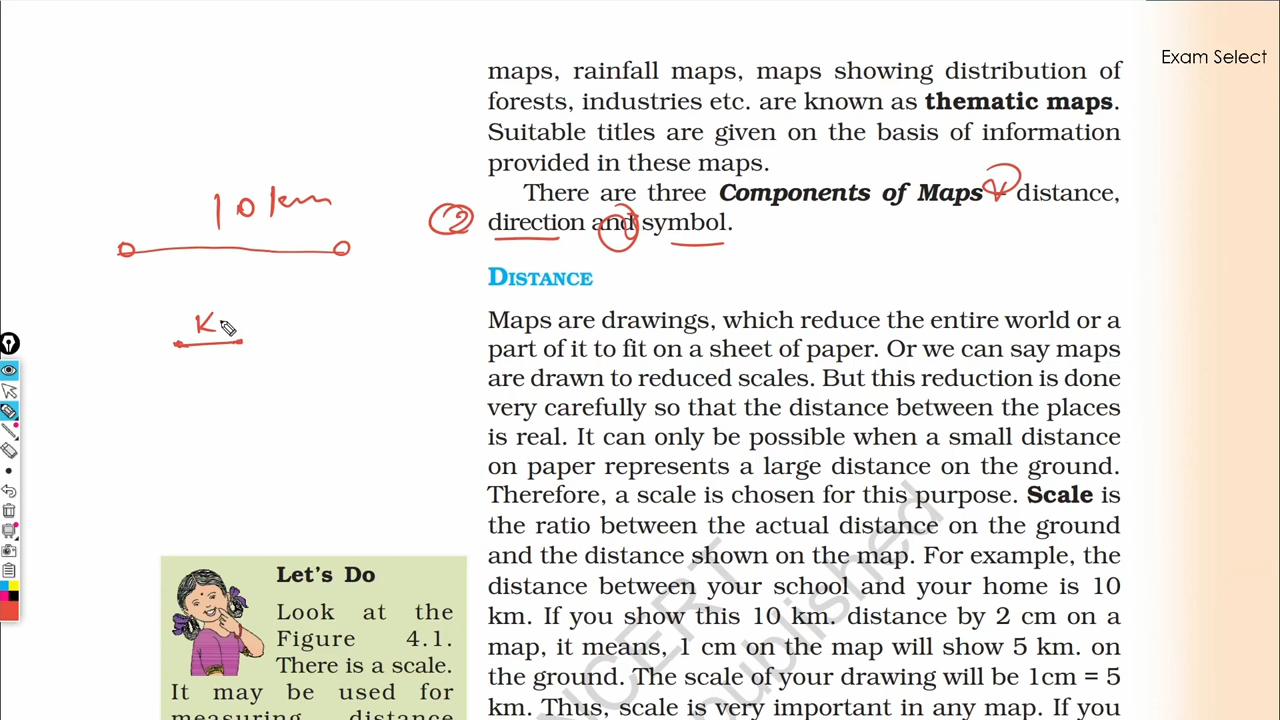 Exam Select
maps, rainfall maps, maps showing distribution of
forests, industries etc. are known as thematic maps.
Suitable titles are given on the basis of information
provided in these maps.
There are three Components of Maps – distance,
direction and symbol.
2
10 km
K
DISTANCE
Maps are drawings, which reduce the entire world or a
part of it to fit on a sheet of paper. Or we can say maps
are drawn to reduced scales. But this reduction is done
very carefully so that the distance between the places
is real. It can only be possible when a small distance
on paper represents a large distance on the ground.
Therefore, a scale is chosen for this purpose. Scale is
the ratio between the actual distance on the ground
and the distance shown on the map. For example, the
distance between your school and your home is 10
km. If you show this 10 km. distance by 2 cm on a
map, it means, 1 cm on the map will show 5 km. on
the ground. The scale of your drawing will be 1cm = 5
km. Thus, scale is very important in any map. If you
Let's Do
Look at the
Figure 4.1.
There is a scale.
It may be used for
measuring distance
NCERT
published